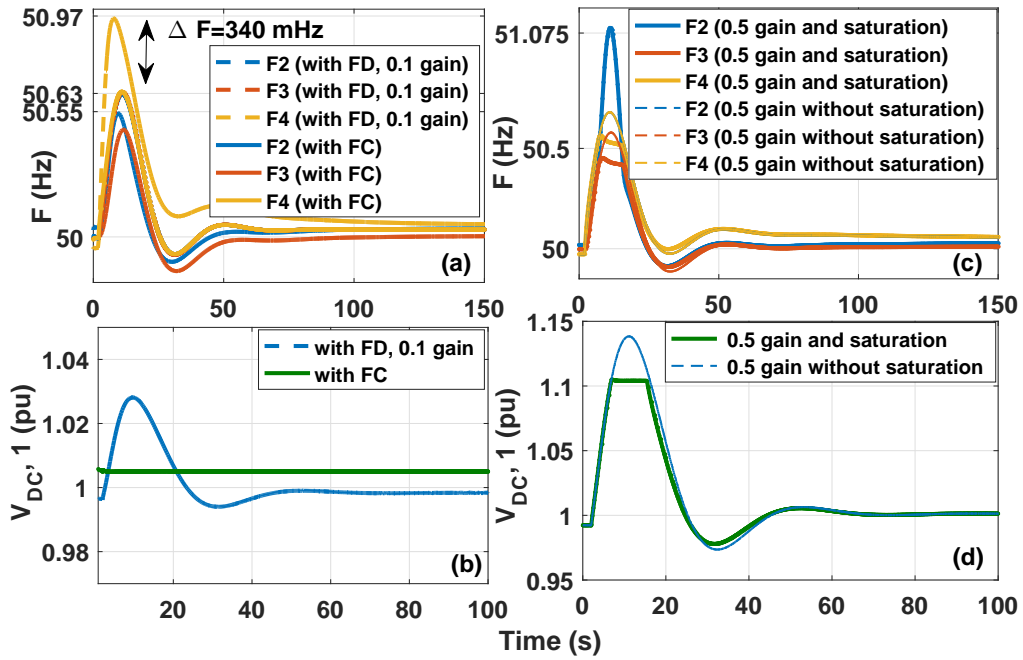 50.97
50.63
50.55
50
F (Hz)
Δ F=340 mHz
F2 (with FD, 0.1 gain)
F3 (with FD, 0.1 gain)
F4 (with FD, 0.1 gain)
F2 (with FC)
F3 (with FC)
F4 (with FC)
(a)
0 50 100 150
51.075
50.5
50
F (Hz)
F2 (0.5 gain and saturation)
F3 (0.5 gain and saturation)
F4 (0.5 gain and saturation)
F2 (0.5 gain without saturation)
F3 (0.5 gain without saturation)
F4 (0.5 gain without saturation)
(c)
0 50 100 150
1.04
1.02
1
0.98
V_DC, 1 (pu)
with FD, 0.1 gain
with FC
(b)
20 40 60 80 100
1.15
1.1
1.05
1
0.95
V_DC, 1 (pu)
0.5 gain and saturation
0.5 gain without saturation
(d)
0 20 40 60 80 100
Time (s)